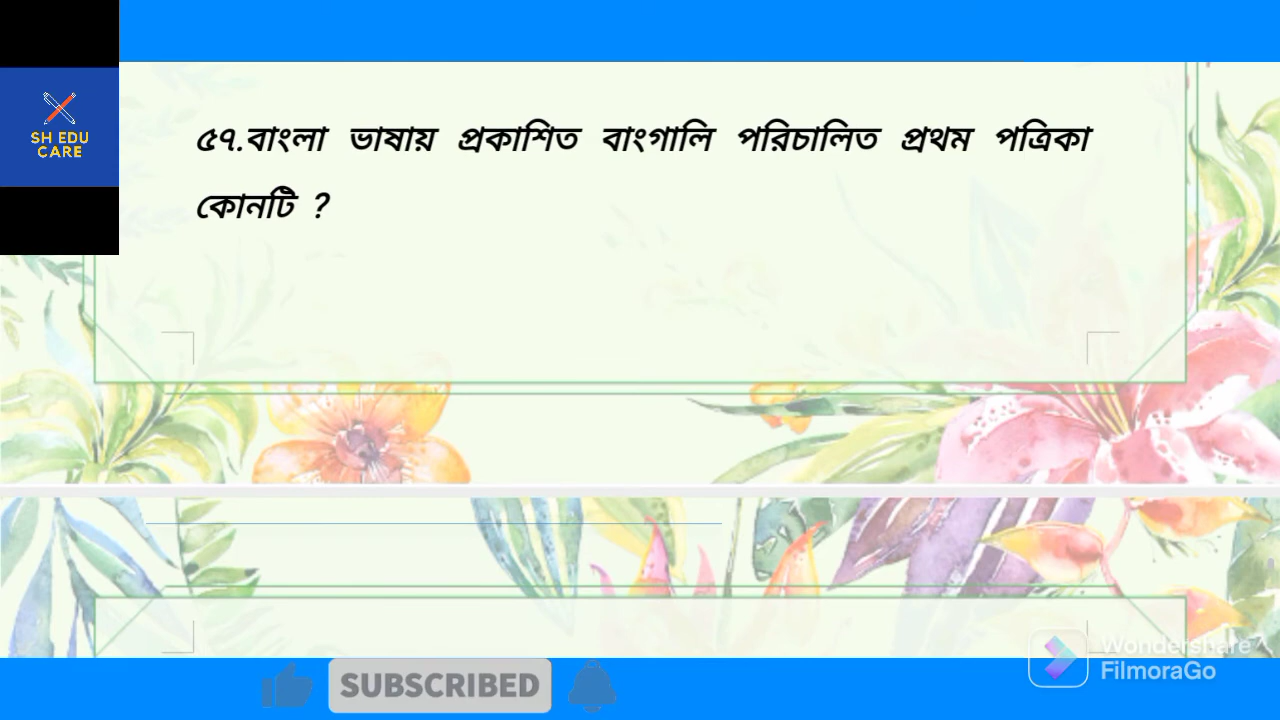 SH EDU
CARE
৫৭.বাংলা ভাষায় প্রকাশিত বাংগালি পরিচালিত প্রথম পত্রিকা
কোনটি ?
SUBSCRIBED
Wondershare
FilmoraGo